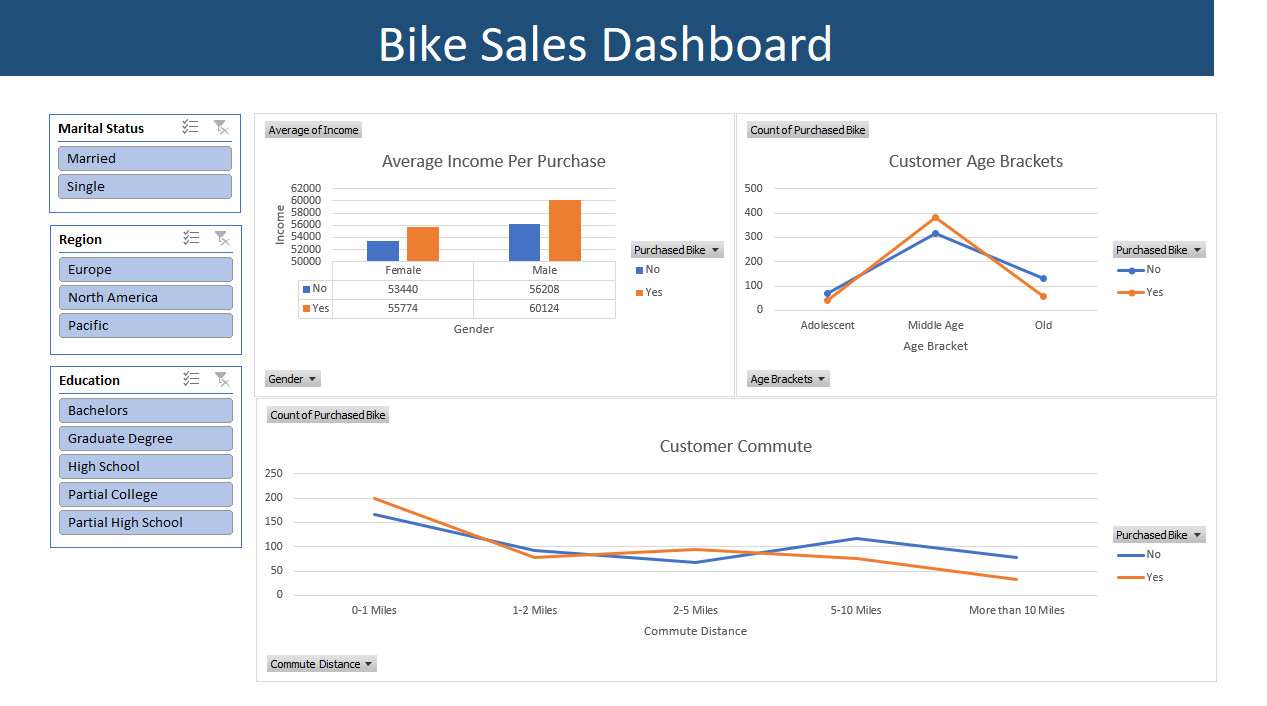 Bike Sales Dashboard
Marital Status
Married
Single
Region
Europe
North America
Pacific
Education
Bachelors
Graduate Degree
High School
Partial College
Partial High School
Average of Income
Average Income Per Purchase
Income
62000
60000
58000
56000
54000
52000
50000
Female Male
No 53440 56208
Yes 55774 60124
Gender
Purchased Bike
No
Yes
Gender
Count of Purchased Bike
Customer Age Brackets
500
400
300
200
100
0
Adolescent Middle Age Old
Age Bracket
Purchased Bike
No
Yes
Age Brackets
Count of Purchased Bike
Customer Commute
250
200
150
100
50
0
0-1 Miles 1-2 Miles 2-5 Miles 5-10 Miles More than 10 Miles
Commute Distance
Purchased Bike
No
Yes
Commute Distance